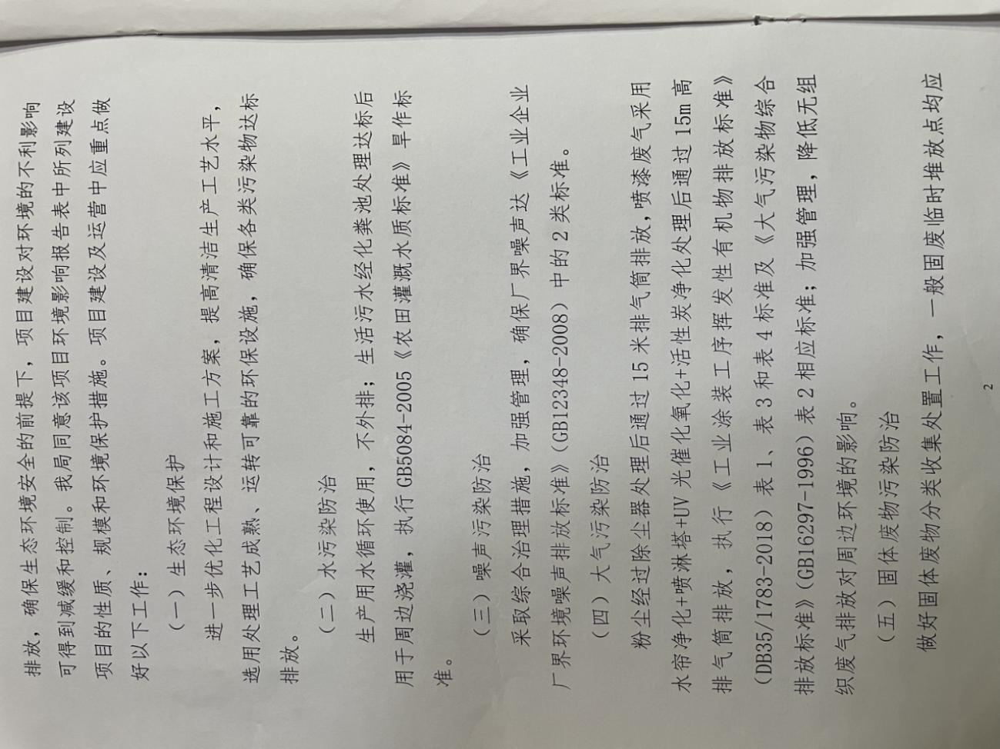 排放，确保生态环境安全的前提下，项目建设对环境的不利影响
可得到减缓和控制。我局同意该项目环境影响报告表中所列建设
项目的性质、规模和环境保护措施。项目建设及运营中应重点做
好以下工作：
（一）生态环境保护
进一步优化工程设计和施工方案，提高清洁生产工艺水平，
选用处理工艺成熟、运转可靠的环保设施，确保各类污染物达标
排放。
（二）水污染防治
生产用水循环使用，不外排；生活污水经化粪池处理达标后
用于周边浇灌，执行 GB5084-2005《农田灌溉水质标准》旱作标
准。
（三）噪声污染防治
采取综合治理措施，加强管理，确保厂界噪声达《工业企业
厂界环境噪声排放标准》（GB12348-2008）中的 2 类标准。
（四）大气污染防治
粉尘经过除尘器处理后通过 15 米排气筒排放，喷漆废气采用
水帘净化+喷淋塔+UV 光催化氧化+活性炭净化处理后通过 15m 高
排气筒排放，执行《工业涂装工序挥发性有机物排放标准》
（DB35/1783-2018）表 1、表 3 和表 4 标准及《大气污染物综合
排放标准》（GB16297-1996）表 2 相应标准；加强管理，降低无组
织废气排放对周边环境的影响。
（五）固体废物污染防治
做好固体废物分类收集处置工作，一般固废临时堆放点均应
2